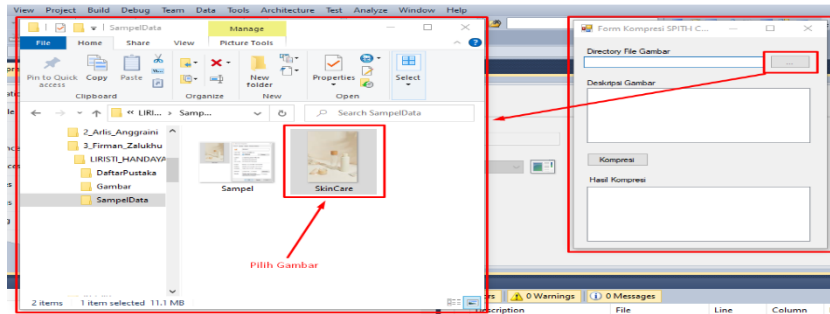 View Project Build Debug Team Data Tools Architecture Test Analyze Window Help
SampelData
Manage
File Home Share View Picture Tools
Pin to Quick access
Copy
Paste
New folder
Properties
Select
Clipboard Organize New Open
« LIRI... > Samp...
Search SampelData
2_Arlis_Anggraini
3_Firman_Zalukhu
LIRISTI_HANDAYA
DaftarPustaka
Gambar
SampelData
Sampel
SkinCare
Pilih Gambar
2 items 1 item selected 11.1 MB
Form Kompresi SPITH C...
Directory File Gambar
...
Deskripsi Gambar
Kompresi
Hasil Kompresi
0 Warnings
0 Messages
Description File Line Column